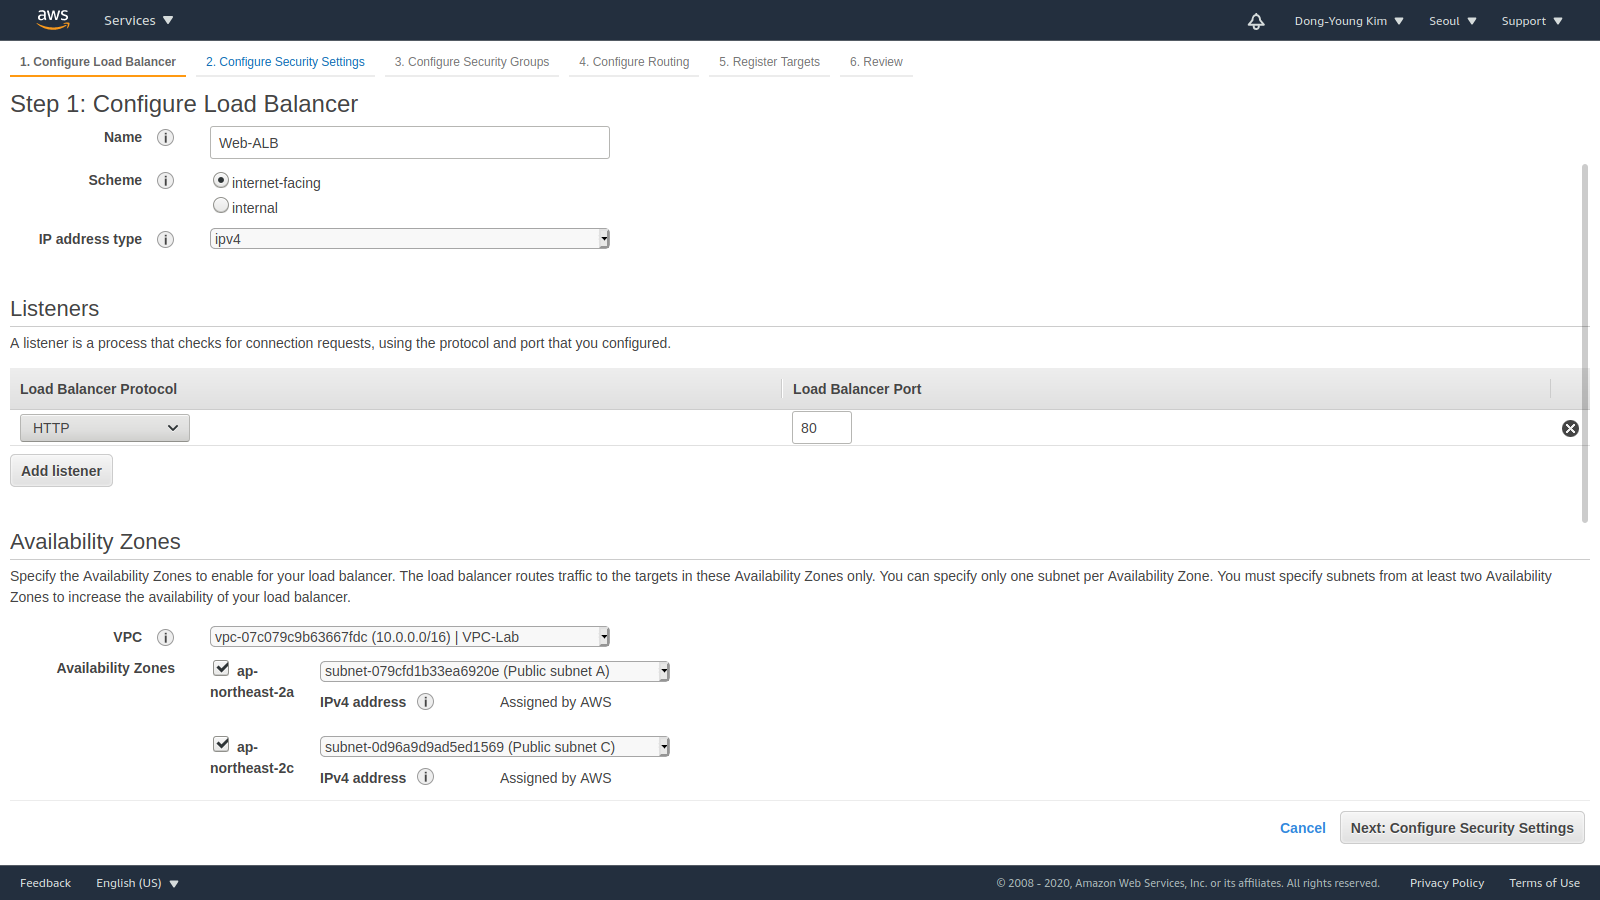 aws Services Dong-Young Kim Seoul Support
1. Configure Load Balancer 2. Configure Security Settings 3. Configure Security Groups 4. Configure Routing 5. Register Targets 6. Review
Step 1: Configure Load Balancer
Name i Web-ALB
Scheme i internet-facing
internal
IP address type i ipv4
Listeners
A listener is a process that checks for connection requests, using the protocol and port that you configured.
Load Balancer Protocol Load Balancer Port
HTTP 80
Add listener
Availability Zones
Specify the Availability Zones to enable for your load balancer. The load balancer routes traffic to the targets in these Availability Zones only. You can specify only one subnet per Availability Zone. You must specify subnets from at least two Availability
Zones to increase the availability of your load balancer.
VPC i vpc-07c079c9b63667fdc (10.0.0.0/16) | VPC-Lab
Availability Zones ap- subnet-079cfd1b33ea6920e (Public subnet A)
northeast-2a
IPv4 address i Assigned by AWS
ap- subnet-0d96a9d9ad5ed1569 (Public subnet C)
northeast-2c
IPv4 address i Assigned by AWS
Cancel Next: Configure Security Settings
Feedback English (US) © 2008 - 2020, Amazon Web Services, Inc. or its affiliates. All rights reserved. Privacy Policy Terms of Use